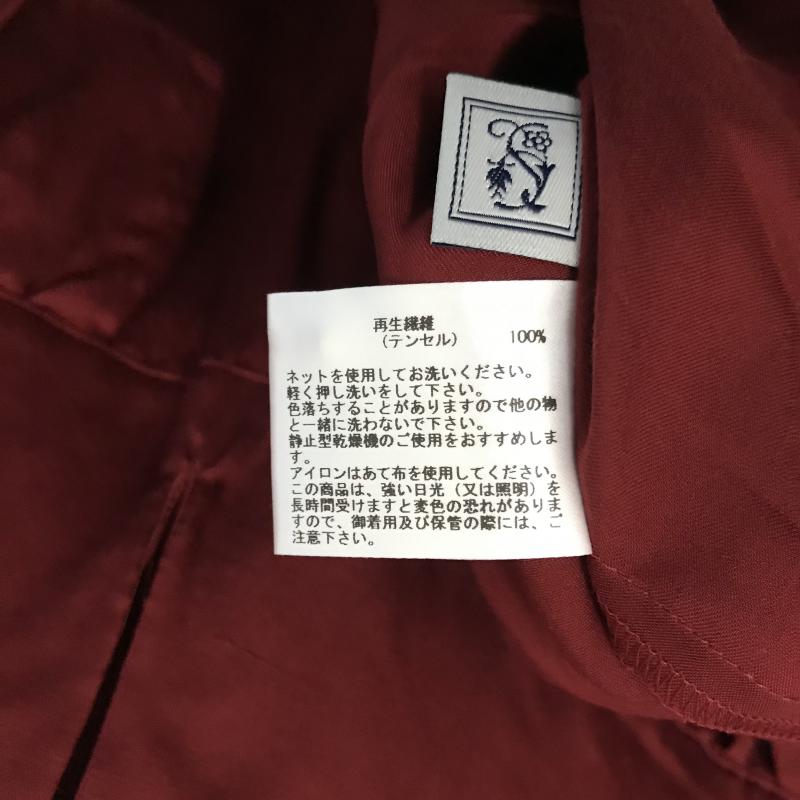 再生繊維
（テンセル） 100%
ネットを使用してお洗いください。
軽く押し洗いをして下さい。
色落ちすることがありますので他の物
と一緒に洗わないで下さい。
静止型乾燥機のご使用をおすすめしま
す。
アイロンはあて布を使用してください。
この商品は、強い日光（又は照明）を
長時間受けますと変色の恐れがありま
すので、御着用及び保管の際には、ご
注意下さい。